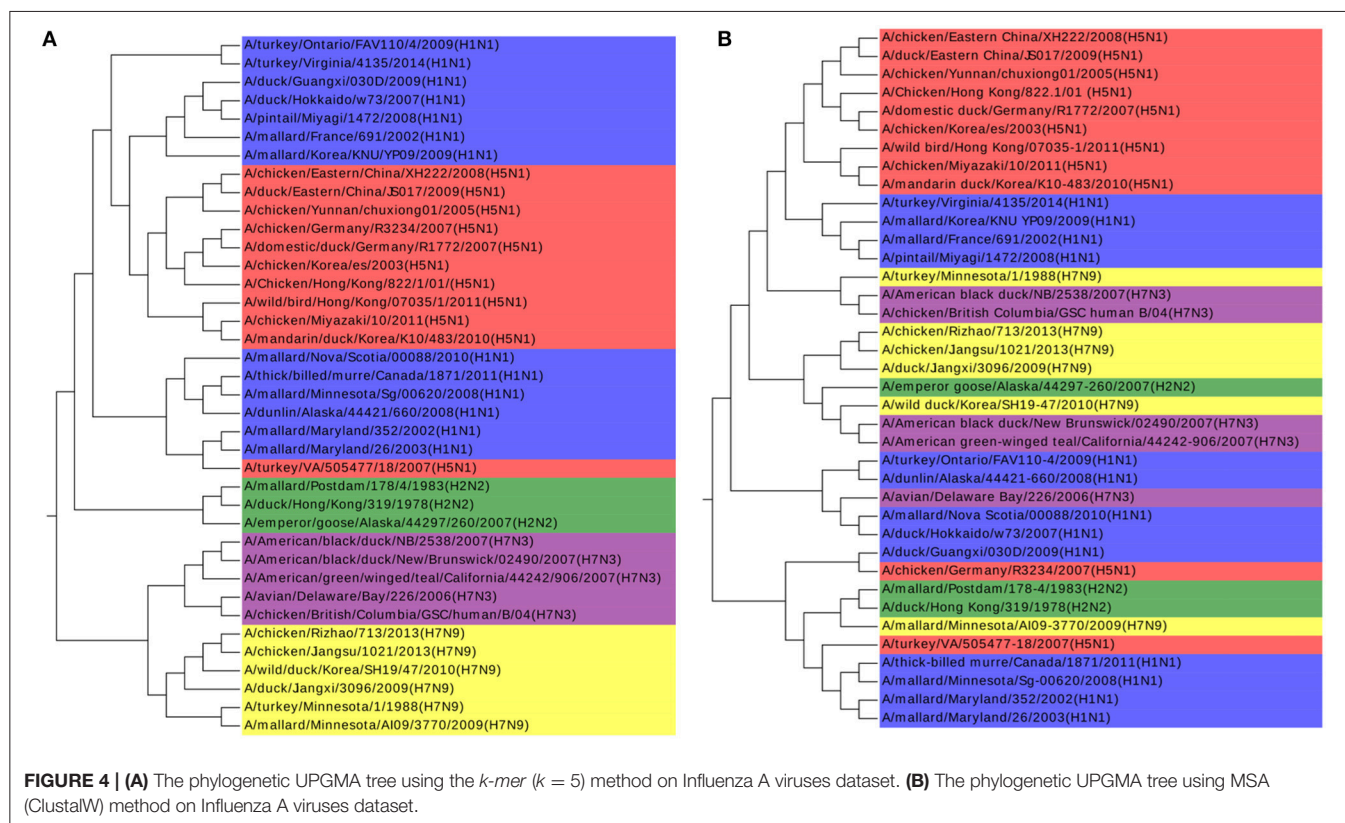 A
A/turkey/Ontario/FAV110/4/2009(H1N1)
A/turkey/Virginia/4135/2014(H1N1)
A/duck/Guangxi/030D/2009(H1N1)
A/duck/Hokkaido/w73/2007(H1N1)
A/pintail/Miyagi/1472/2008(H1N1)
A/mallard/France/691/2002(H1N1)
A/mallard/Korea/KNU/YP09/2009(H1N1)
A/chicken/Eastern/China/XH222/2008(H5N1)
A/duck/Eastern/China/JS017/2009(H5N1)
A/chicken/Yunnan/chuxiong01/2005(H5N1)
A/chicken/Germany/R3234/2007(H5N1)
A/domestic/duck/Germany/R1772/2007(H5N1)
A/chicken/Korea/es/2003(H5N1)
A/Chicken/Hong/Kong/822/1/01/(H5N1)
A/wild/bird/Hong/Kong/07035/1/2011(H5N1)
A/chicken/Miyazaki/10/2011(H5N1)
A/mandarin/duck/Korea/K10/483/2010(H5N1)
A/mallard/Nova/Scotia/00088/2010(H1N1)
A/thick/billed/murre/Canada/1871/2011(H1N1)
A/mallard/Minnesota/Sg/00620/2008(H1N1)
A/dunlin/Alaska/44421/660/2008(H1N1)
A/mallard/Maryland/352/2002(H1N1)
A/mallard/Maryland/26/2003(H1N1)
A/turkey/VA/505477/18/2007(H5N1)
A/mallard/Postdam/178/4/1983(H2N2)
A/duck/Hong/Kong/319/1978(H2N2)
A/emperor/goose/Alaska/44297/260/2007(H2N2)
A/American/black/duck/NB/2538/2007(H7N3)
A/American/black/duck/New/Brunswick/02490/2007(H7N3)
A/American/green/winged/teal/California/44242/906/2007(H7N3)
A/avian/Delaware/Bay/226/2006(H7N3)
A/chicken/British/Columbia/GSC/human/B/04(H7N3)
A/chicken/Rizhao/713/2013(H7N9)
A/chicken/Jangsu/1021/2013(H7N9)
A/wild/duck/Korea/SH19/47/2010(H7N9)
A/duck/Jangxi/3096/2009(H7N9)
A/turkey/Minnesota/1/1988(H7N9)
A/mallard/Minnesota/AI09/3770/2009(H7N9)
B
A/chicken/Eastern China/XH222/2008(H5N1)
A/duck/Eastern China/JS017/2009(H5N1)
A/chicken/Yunnan/chuxiong01/2005(H5N1)
A/Chicken/Hong Kong/822.1/01 (H5N1)
A/domestic duck/Germany/R1772/2007(H5N1)
A/chicken/Korea/es/2003(H5N1)
A/wild bird/Hong Kong/07035-1/2011(H5N1)
A/chicken/Miyazaki/10/2011(H5N1)
A/mandarin duck/Korea/K10-483/2010(H5N1)
A/turkey/Virginia/4135/2014(H1N1)
A/mallard/Korea/KNU YP09/2009(H1N1)
A/mallard/France/691/2002(H1N1)
A/pintail/Miyagi/1472/2008(H1N1)
A/turkey/Minnesota/1/1988(H7N9)
A/American black duck/NB/2538/2007(H7N3)
A/chicken/British Columbia/GSC human B/04(H7N3)
A/chicken/Rizhao/713/2013(H7N9)
A/chicken/Jangsu/1021/2013(H7N9)
A/duck/Jangxi/3096/2009(H7N9)
A/emperor goose/Alaska/44297-260/2007(H2N2)
A/wild duck/Korea/SH19-47/2010(H7N9)
A/American black duck/New Brunswick/02490/2007(H7N3)
A/American green-winged teal/California/44242-906/2007(H7N3)
A/turkey/Ontario/FAV110-4/2009(H1N1)
A/dunlin/Alaska/44421-660/2008(H1N1)
A/avian/Delaware Bay/226/2006(H7N3)
A/mallard/Nova Scotia/00088/2010(H1N1)
A/duck/Hokkaido/w73/2007(H1N1)
A/duck/Guangxi/030D/2009(H1N1)
A/chicken/Germany/R3234/2007(H5N1)
A/mallard/Postdam/178-4/1983(H2N2)
A/duck/Hong Kong/319/1978(H2N2)
A/mallard/Minnesota/AI09-3770/2009(H7N9)
A/turkey/VA/505477-18/2007(H5N1)
A/thick-billed murre/Canada/1871/2011(H1N1)
A/mallard/Minnesota/Sg-00620/2008(H1N1)
A/mallard/Maryland/352/2002(H1N1)
A/mallard/Maryland/26/2003(H1N1)
FIGURE 4 | (A) The phylogenetic UPGMA tree using the k-mer (k = 5) method on Influenza A viruses dataset. (B) The phylogenetic UPGMA tree using MSA
(ClustalW) method on Influenza A viruses dataset.